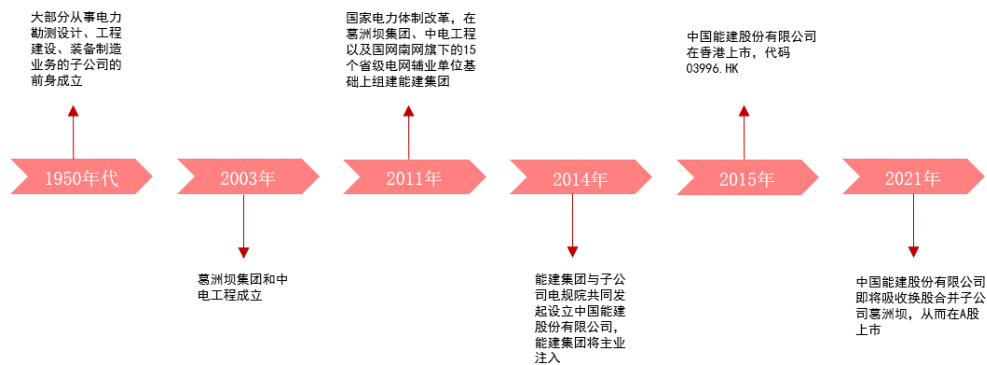 大部分从事电力
勘测设计、工程
建设、装备制造
业务的子公司的
前身成立
国家电力体制改革，在
葛洲坝集团、中电工程
以及国网南网旗下的15
个省级电网辅业单位基
础上组建能建集团
中国能建股份有限公司
在香港上市，代码
03996.HK
1950年代
2003年
2011年
2014年
2015年
2021年
葛洲坝集团和中
电工程成立
能建集团与子公
司电规院共同发
起设立中国能建
股份有限公司，
能建集团将主业
注入
中国能建股份有限公司
即将吸收换股合并子公
司葛洲坝，从而在A股
上市